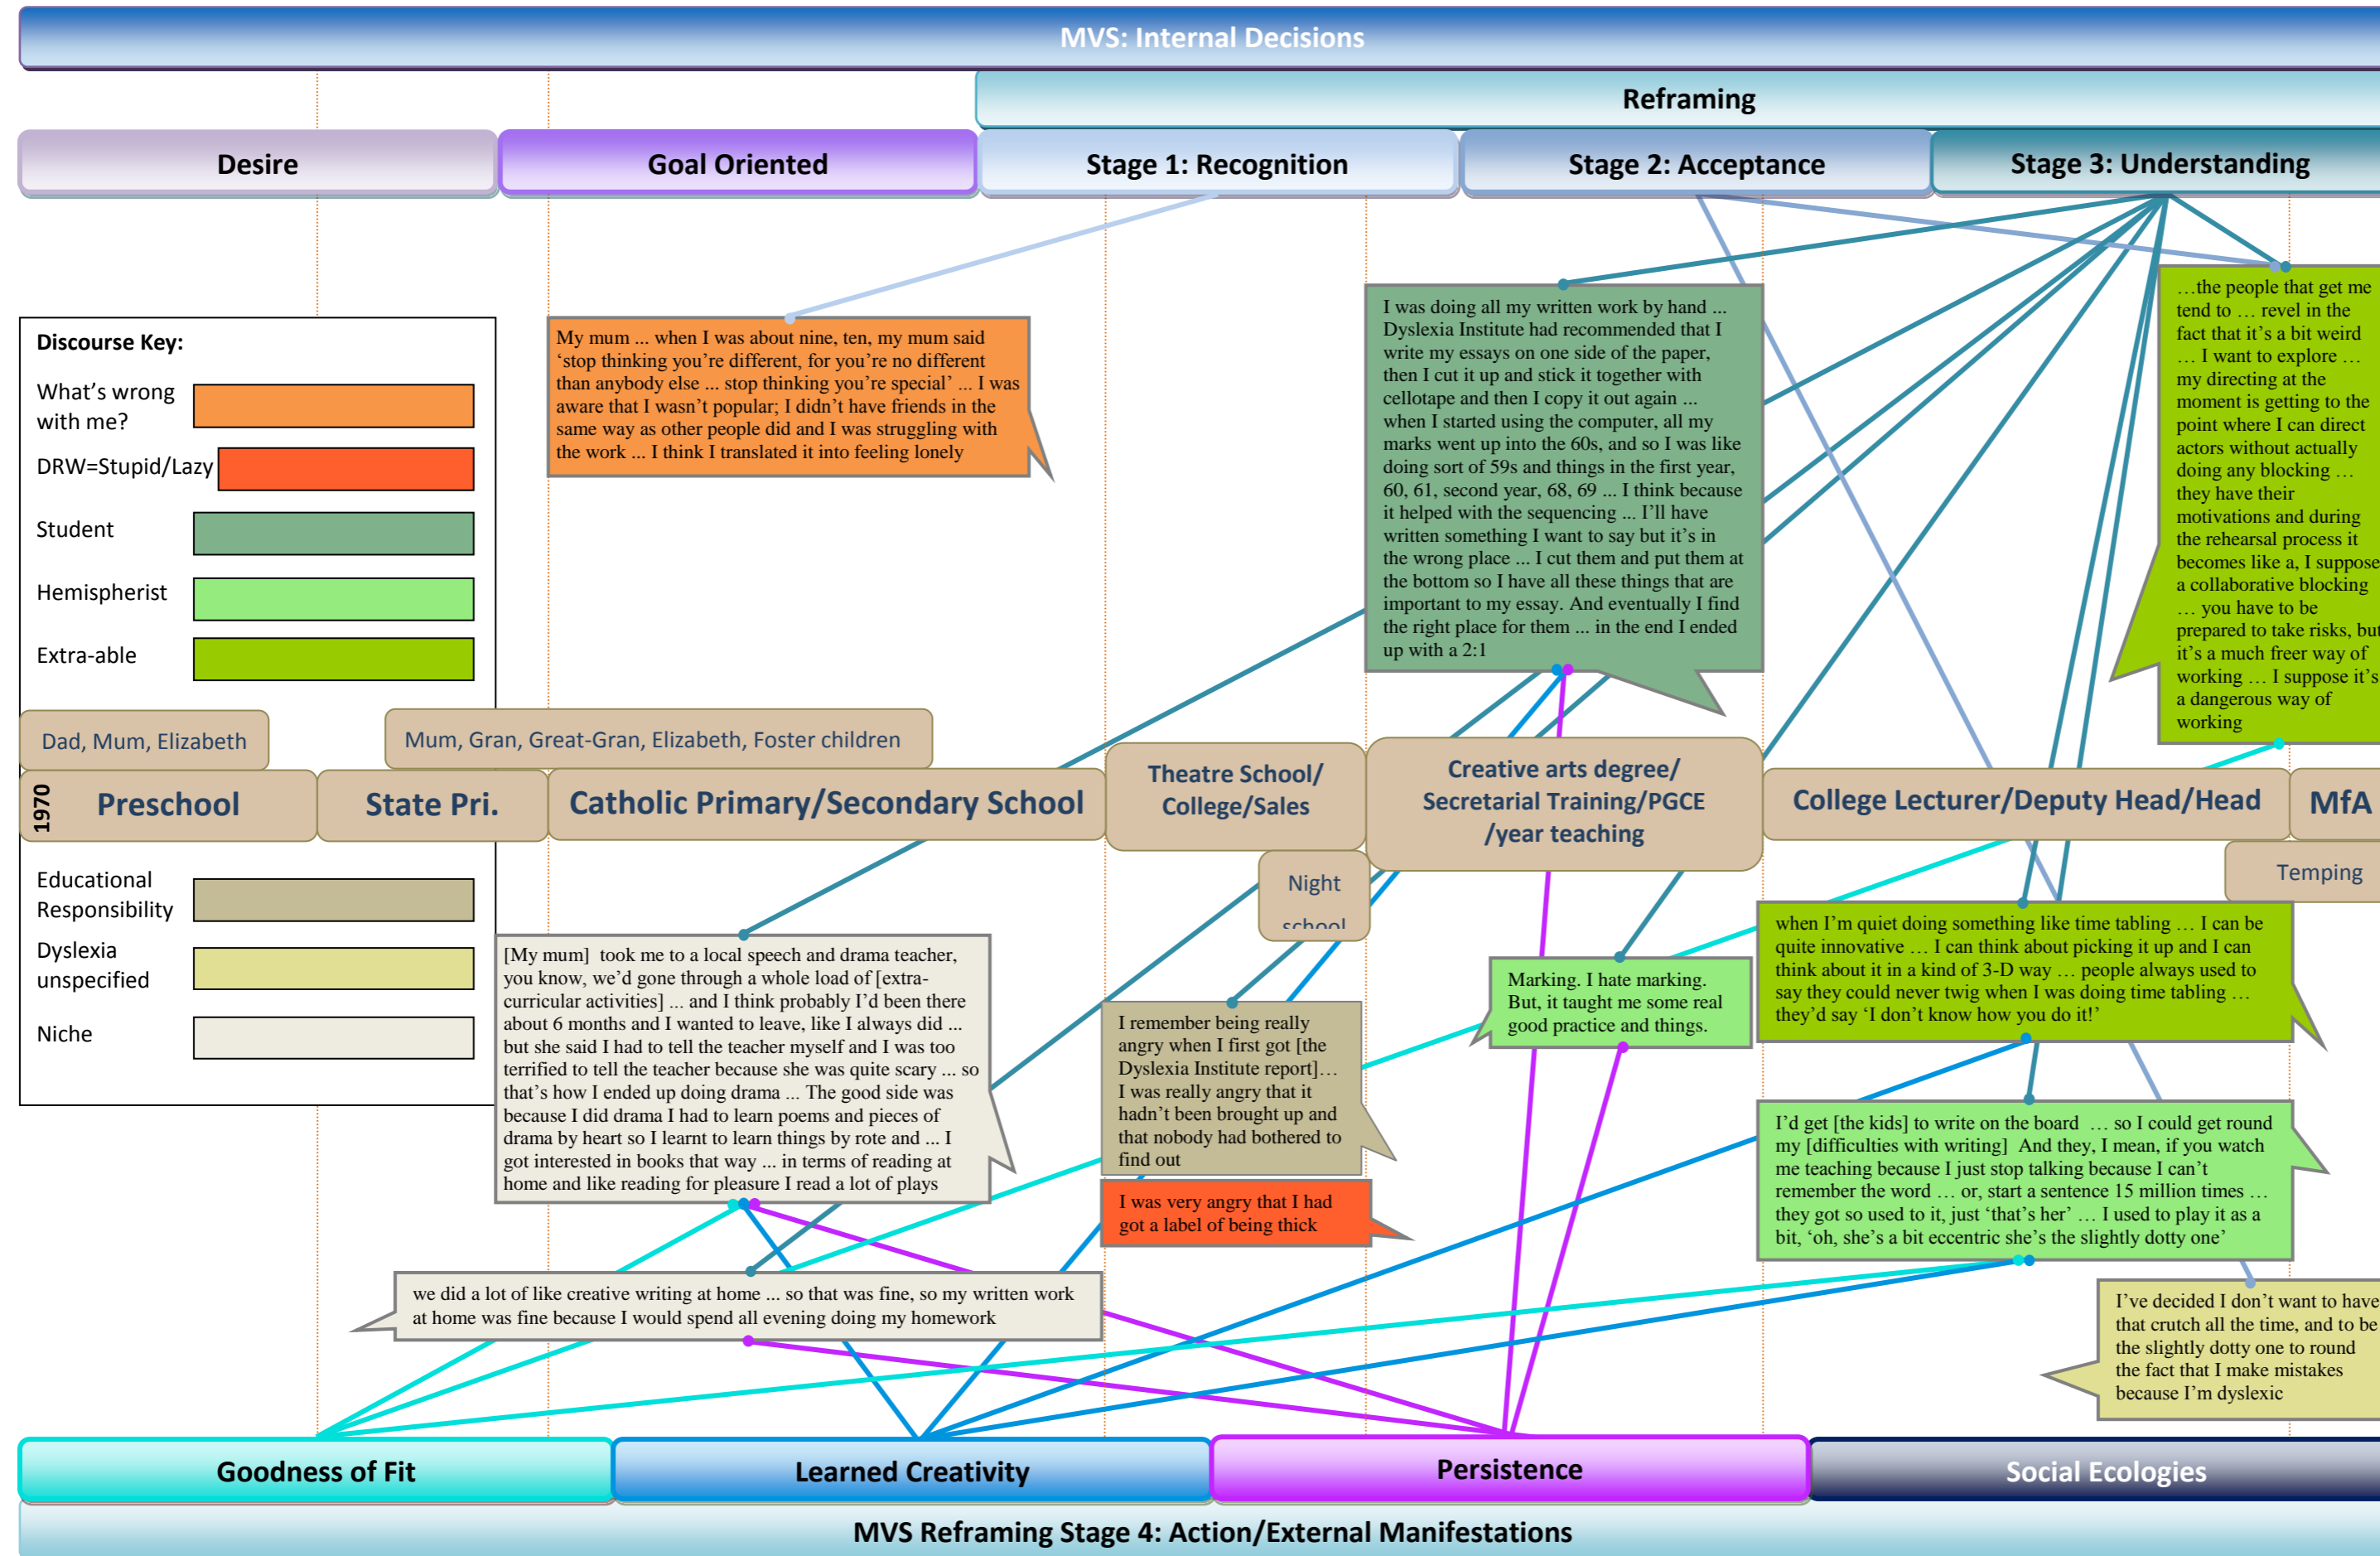 MVS: Internal Decisions
Reframing
Desire
Goal Oriented
Stage 1: Recognition
Stage 2: Acceptance
Stage 3: Understanding
Discourse Key:
What’s wrong
with me?
DRW=Stupid/Lazy
Student
Hemispherist
Extra-able
My mum ... when I was about nine, ten, my mum said
‘stop thinking you’re different, for you’re no different
than anybody else ... stop thinking you’re special’ ... I was
aware that I wasn’t popular; I didn’t have friends in the
same way as other people did and I was struggling with
the work ... I think I translated it into feeling lonely
I was doing all my written work by hand ...
Dyslexia Institute had recommended that I
write my essays on one side of the paper,
then I cut it up and stick it together with
cellotape and then I copy it out again ...
when I started using the computer, all my
marks went up into the 60s, and so I was like
doing sort of 59s and things in the first year,
60, 61, second year, 68, 69 ... I think because
it helped with the sequencing ... I’ll have
written something I want to say but it’s in
the wrong place ... I cut them and put them at
the bottom so I have all these things that are
important to my essay. And eventually I find
the right place for them ... in the end I ended
up with a 2:1
…the people that get me
tend to … revel in the
fact that it’s a bit weird
… I want to explore …
my directing at the
moment is getting to the
point where I can direct
actors without actually
doing any blocking …
they have their
motivations and during
the rehearsal process it
becomes like a, I suppose
a collaborative blocking
… you have to be
prepared to take risks, but
it’s a much freer way of
working … I suppose it’s
a dangerous way of
working
Dad, Mum, Elizabeth
Mum, Gran, Great-Gran, Elizabeth, Foster children
1970
Preschool
State Pri.
Catholic Primary/Secondary School
Theatre School/
College/Sales
Creative arts degree/
Secretarial Training/PGCE
/year teaching
College Lecturer/Deputy Head/Head
MfA
Night
school
Temping
Educational
Responsibility
Dyslexia
unspecified
Niche
[My mum]  took me to a local speech and drama teacher,
you know, we’d gone through a whole load of [extra-
curricular activities] ... and I think probably I’d been there
about 6 months and I wanted to leave, like I always did ...
but she said I had to tell the teacher myself and I was too
terrified to tell the teacher because she was quite scary ... so
that’s how I ended up doing drama ... The good side was
because I did drama I had to learn poems and pieces of
drama by heart so I learnt to learn things by rote and ... I
got interested in books that way ... in terms of reading at
home and like reading for pleasure I read a lot of plays
I remember being really
angry when I first got [the
Dyslexia Institute report]…
I was really angry that it
hadn’t been brought up and
that nobody had bothered to
find out
I was very angry that I had
got a label of being thick
Marking. I hate marking.
But, it taught me some real
good practice and things.
when I’m quiet doing something like time tabling … I can be
quite innovative … I can think about picking it up and I can
think about it in a kind of 3-D way … people always used to
say they could never twig when I was doing time tabling …
they’d say ‘I don’t know how you do it!’
I’d get [the kids] to write on the board  … so I could get round
my [difficulties with writing]  And they, I mean, if you watch
me teaching because I just stop talking because I can’t
remember the word … or, start a sentence 15 million times …
they got so used to it, just ‘that’s her’ … I used to play it as a
bit, ‘oh, she’s a bit eccentric she’s the slightly dotty one’
we did a lot of like creative writing at home ... so that was fine, so my written work
at home was fine because I would spend all evening doing my homework
I’ve decided I don’t want to have
that crutch all the time, and to be
the slightly dotty one to round
the fact that I make mistakes
because I’m dyslexic
Goodness of Fit
Learned Creativity
Persistence
Social Ecologies
MVS Reframing Stage 4: Action/External Manifestations